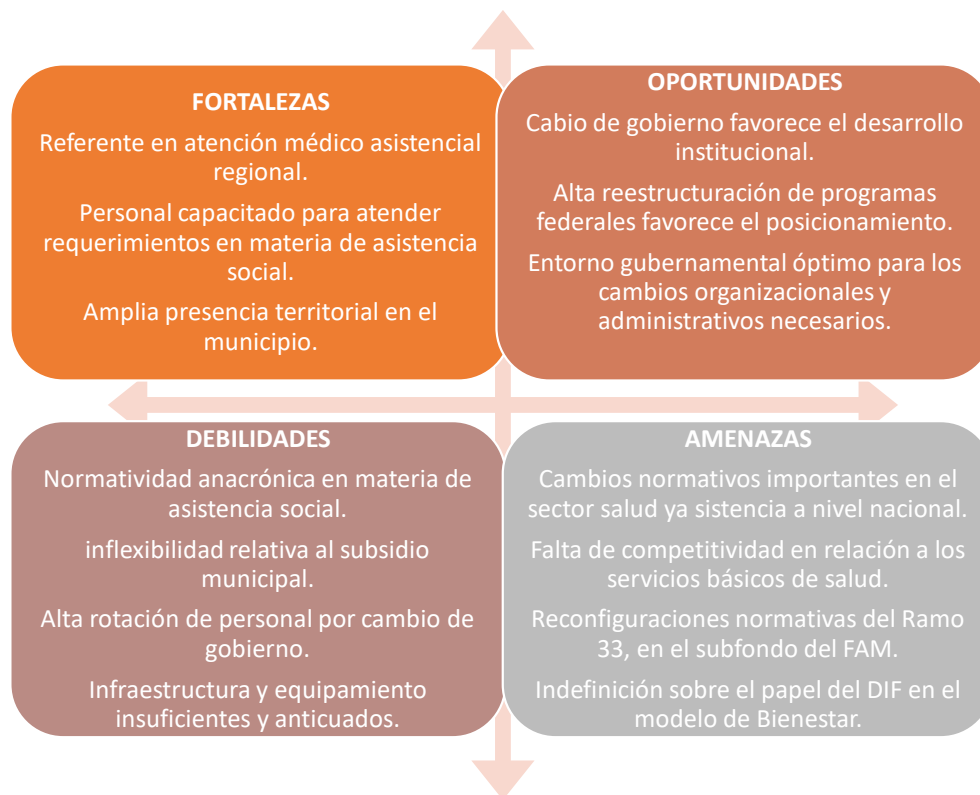 FORTALEZAS
Referente en atención médico asistencial
regional.
Personal capacitado para atender
requerimientos en materia de asistencia
social.
Amplia presencia territorial en el
municipio.
OPORTUNIDADES
Cabio de gobierno favorece el desarrollo
institucional.
Alta reestructuración de programas
federales favorece el posicionamiento.
Entorno gubernamental óptimo para los
cambios organizacionales y
administrativos necesarios.
DEBILIDADES
Normatividad anacrónica en materia de
asistencia social.
inflexibilidad relativa al subsidio
municipal.
Alta rotación de personal por cambio de
gobierno.
Infraestructura y equipamiento
insuficientes y anticuados.
AMENAZAS
Cambios normativos importantes en el
sector salud ya sistencia a nivel nacional.
Falta de competitividad en relación a los
servicios básicos de salud.
Reconfiguraciones normativas del Ramo
33, en el subfondo del FAM.
Indefinición sobre el papel del DIF en el
modelo de Bienestar.